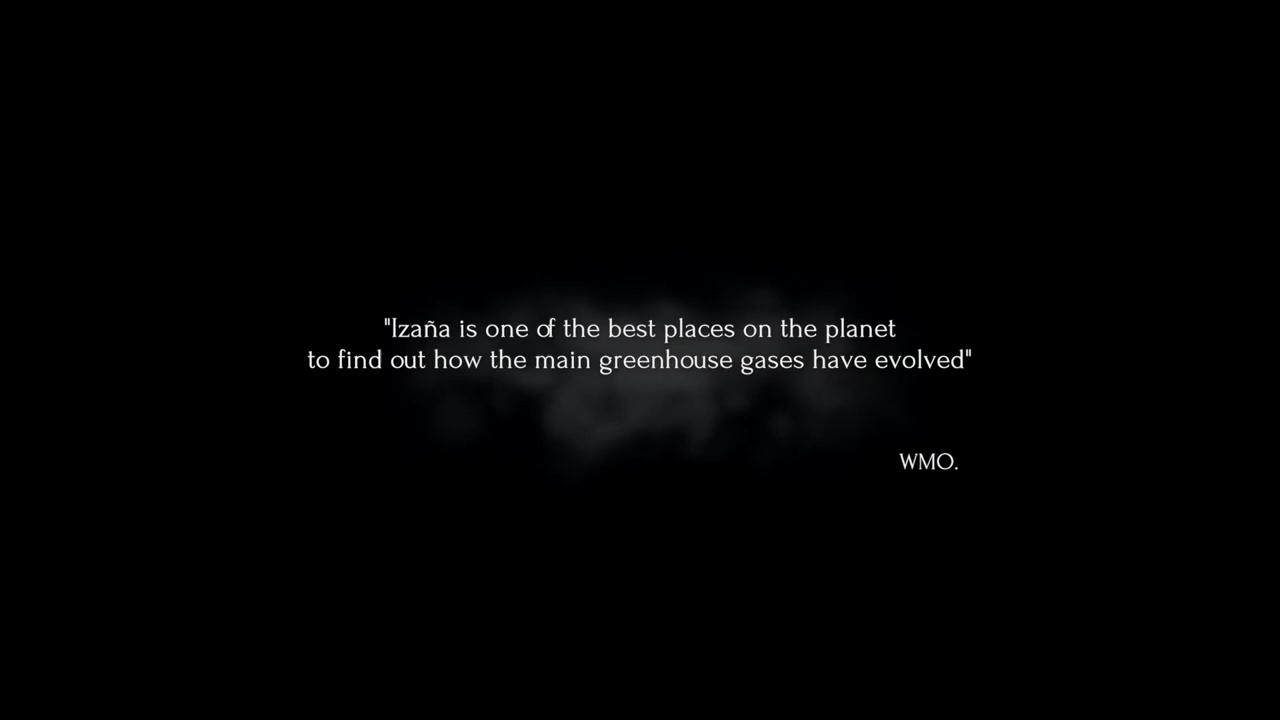 "Izaña is one of the best places on the planet
to find out how the main greenhouse gases have evolved"
WMO.